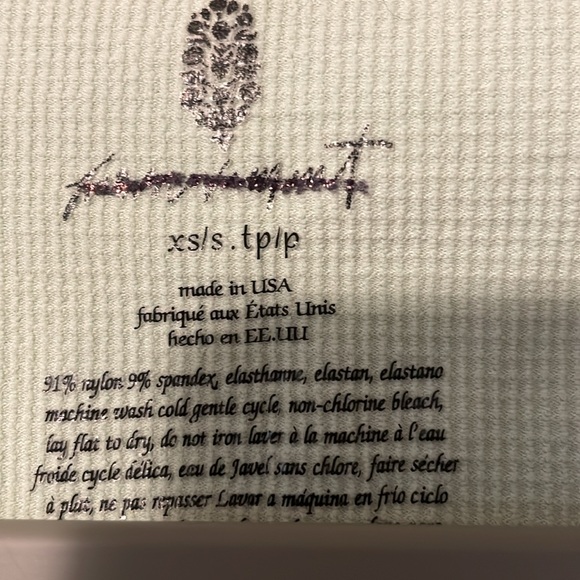 xs/s.tp/p
made in USA
fabriqué aux États Unis
hecho en EE.UU
91% nylon 9% spandex, elasthanne, elastan, elastano
machine wash cold gentle cycle, non-chlorine bleach,
lay flat to dry, do not iron laver à la machine à l'eau
froide cycle délica, eau de Javel sans chlore, faire sécher
à plat, ne pas repasser Lavar a máquina en frío ciclo